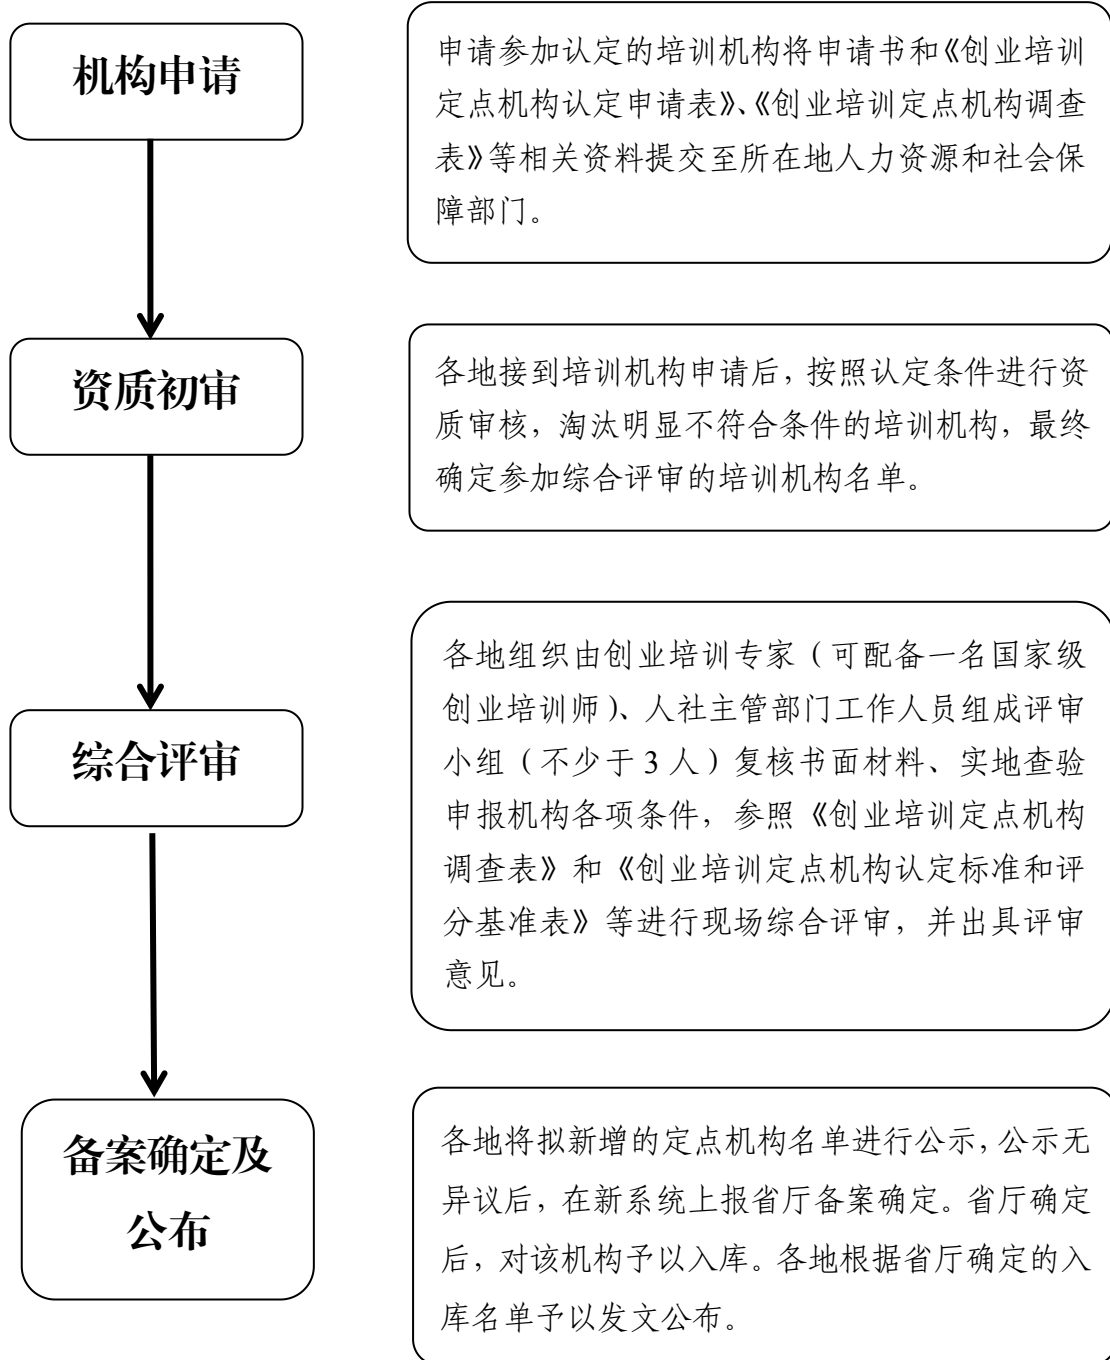 机构申请
申请参加认定的培训机构将申请书和《创业培训
定点机构认定申请表》、《创业培训定点机构调查
表》等相关资料提交至所在地人力资源和社会保
障部门。
资质初审
各地接到培训机构申请后，按照认定条件进行资
质审核，淘汰明显不符合条件的培训机构，最终
确定参加综合评审的培训机构名单。
综合评审
各地组织由创业培训专家（可配备一名国家级
创业培训师）、人社主管部门工作人员组成评审
小组（不少于3人）复核书面材料、实地查验
申报机构各项条件，参照《创业培训定点机构
调查表》和《创业培训定点机构认定标准和评
分基准表》等进行现场综合评审，并出具评审
意见。
备案确定及
公布
各地将拟新增的定点机构名单进行公示，公示无
异议后，在新系统上报省厅备案确定。省厅确定
后，对该机构予以入库。各地根据省厅确定的入
库名单予以发文公布。